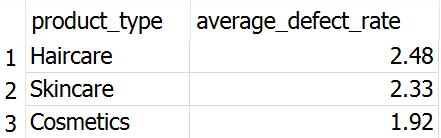 product_type average_defect_rate
1 Haircare 2.48
2 Skincare 2.33
3 Cosmetics 1.92